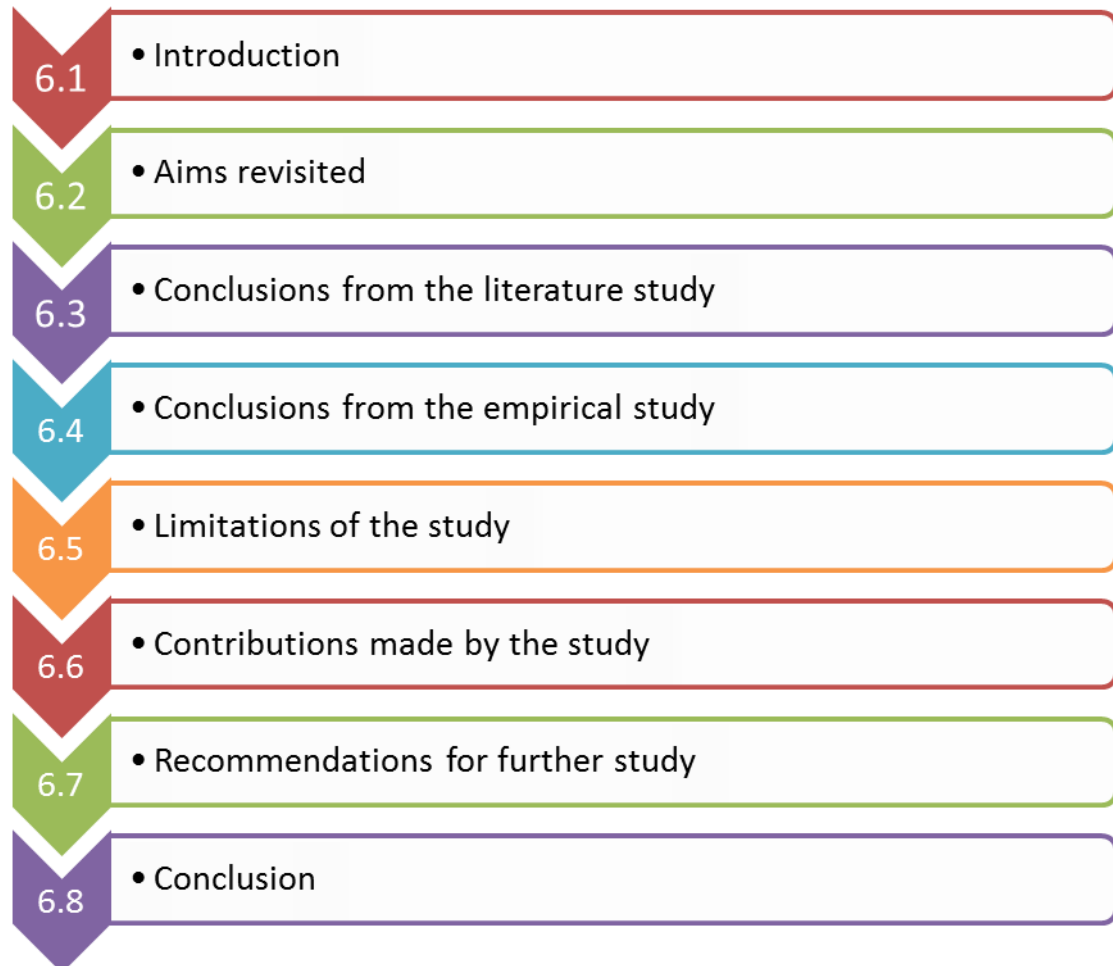 6.1 • Introduction
6.2 • Aims revisited
6.3 • Conclusions from the literature study
6.4 • Conclusions from the empirical study
6.5 • Limitations of the study
6.6 • Contributions made by the study
6.7 • Recommendations for further study
6.8 • Conclusion